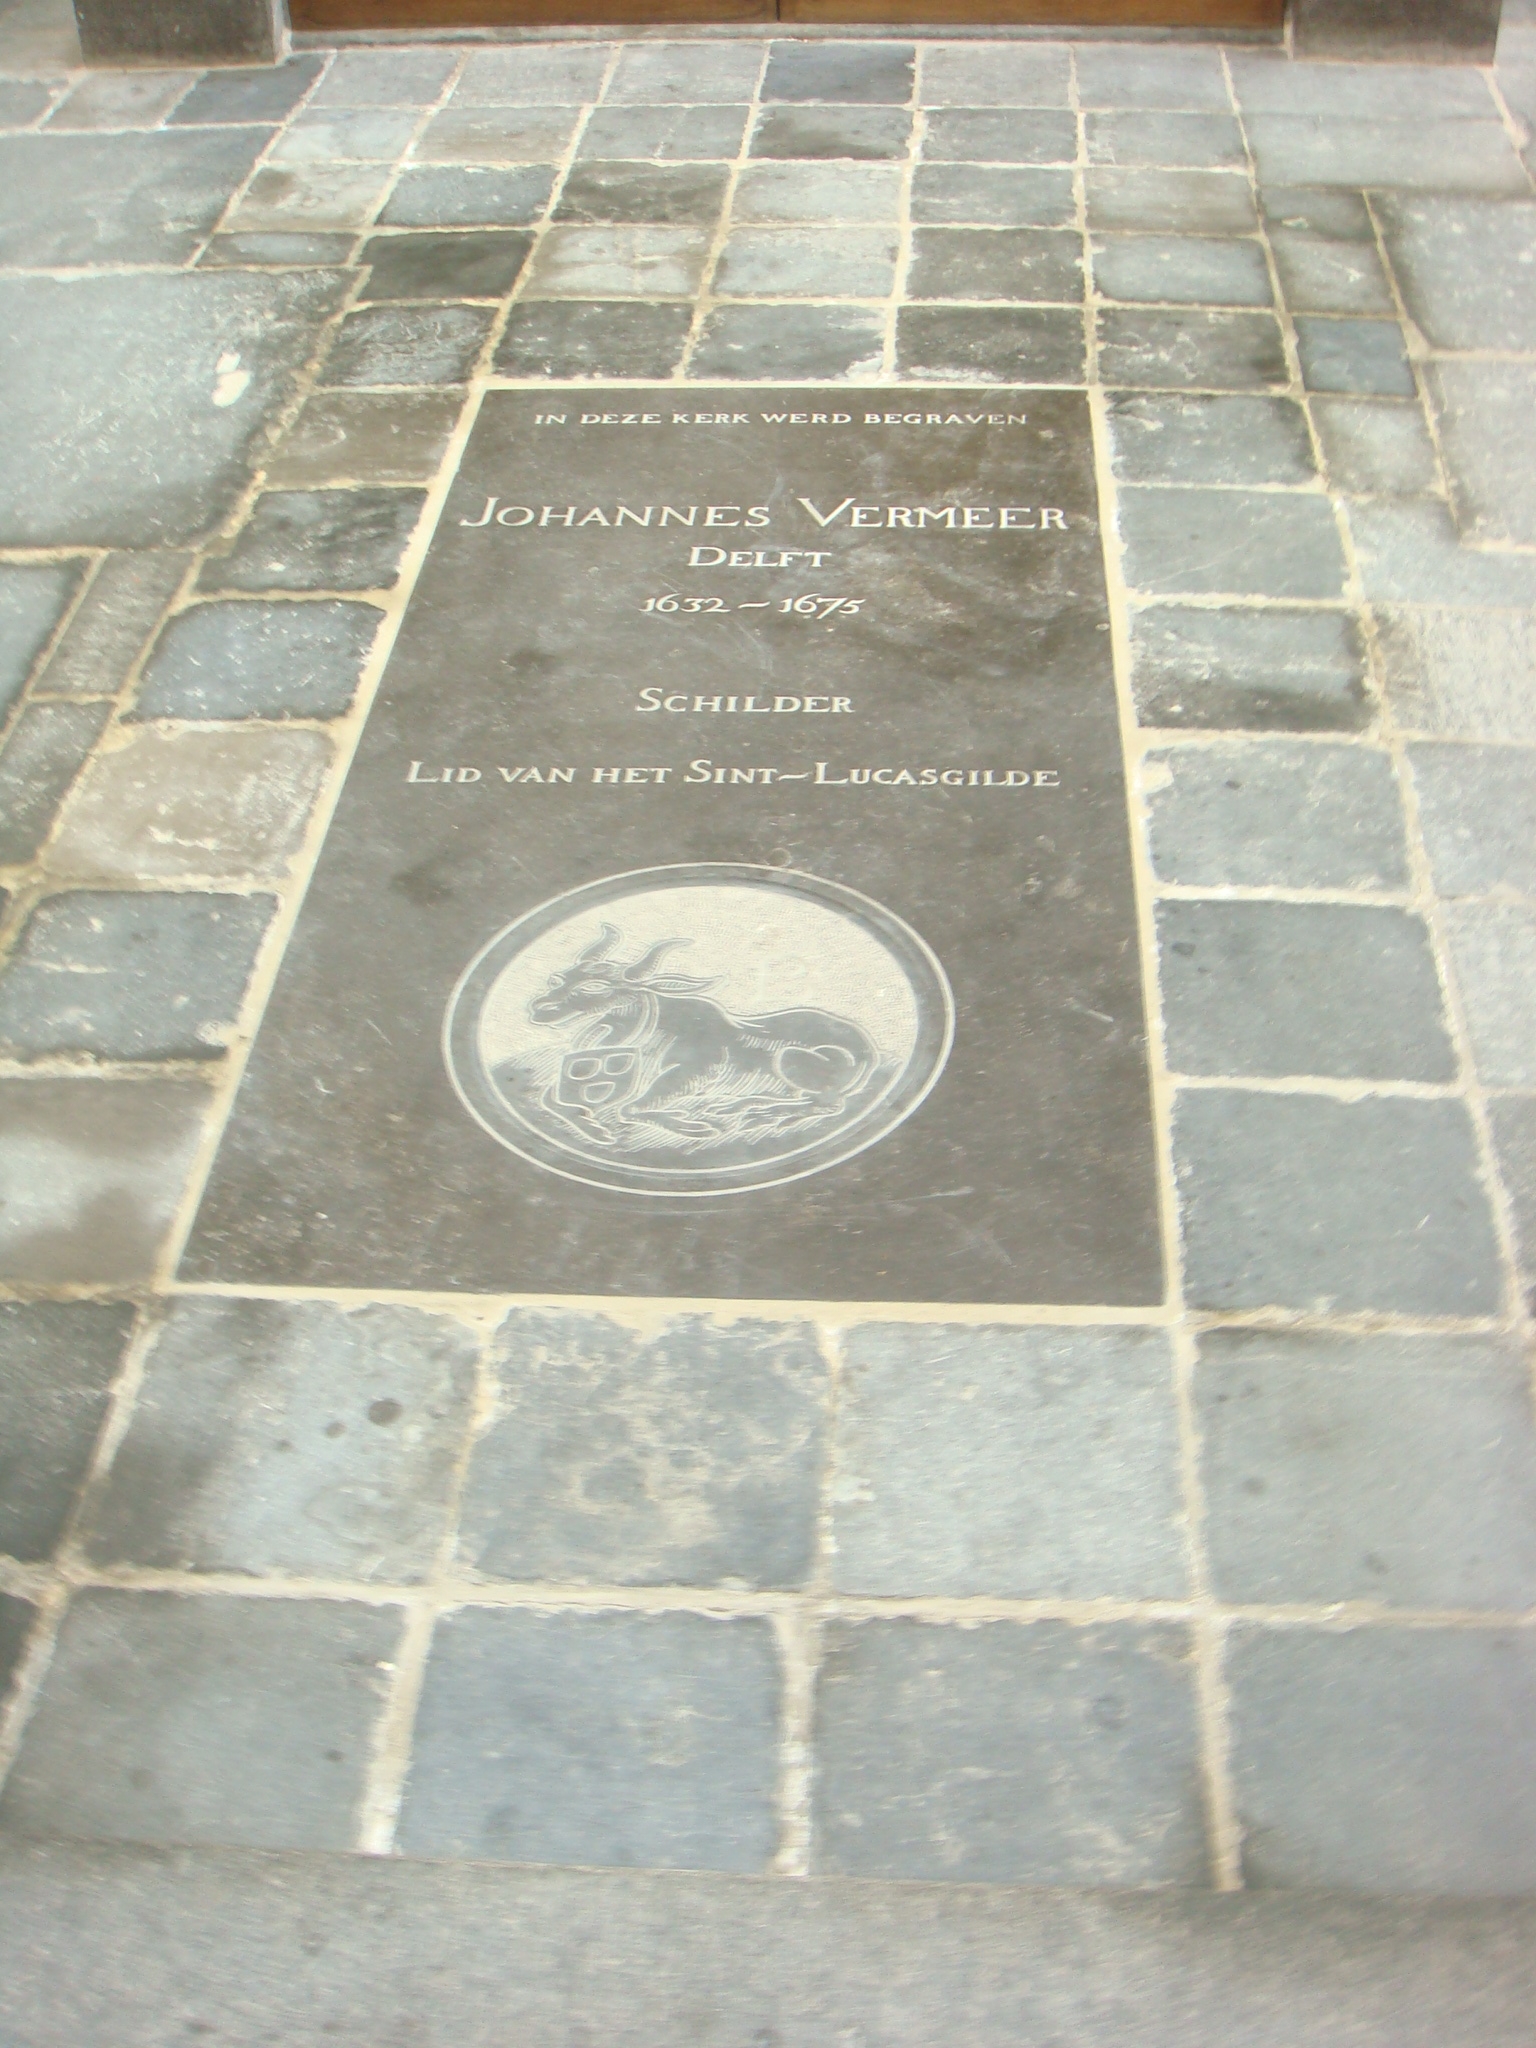 IN DEZE KERK WERD BEGRAVEN
JOHANNES VERMEER
DELFT
1632 ~ 1675
SCHILDER
LID VAN HET SINT~LUCASGILDE